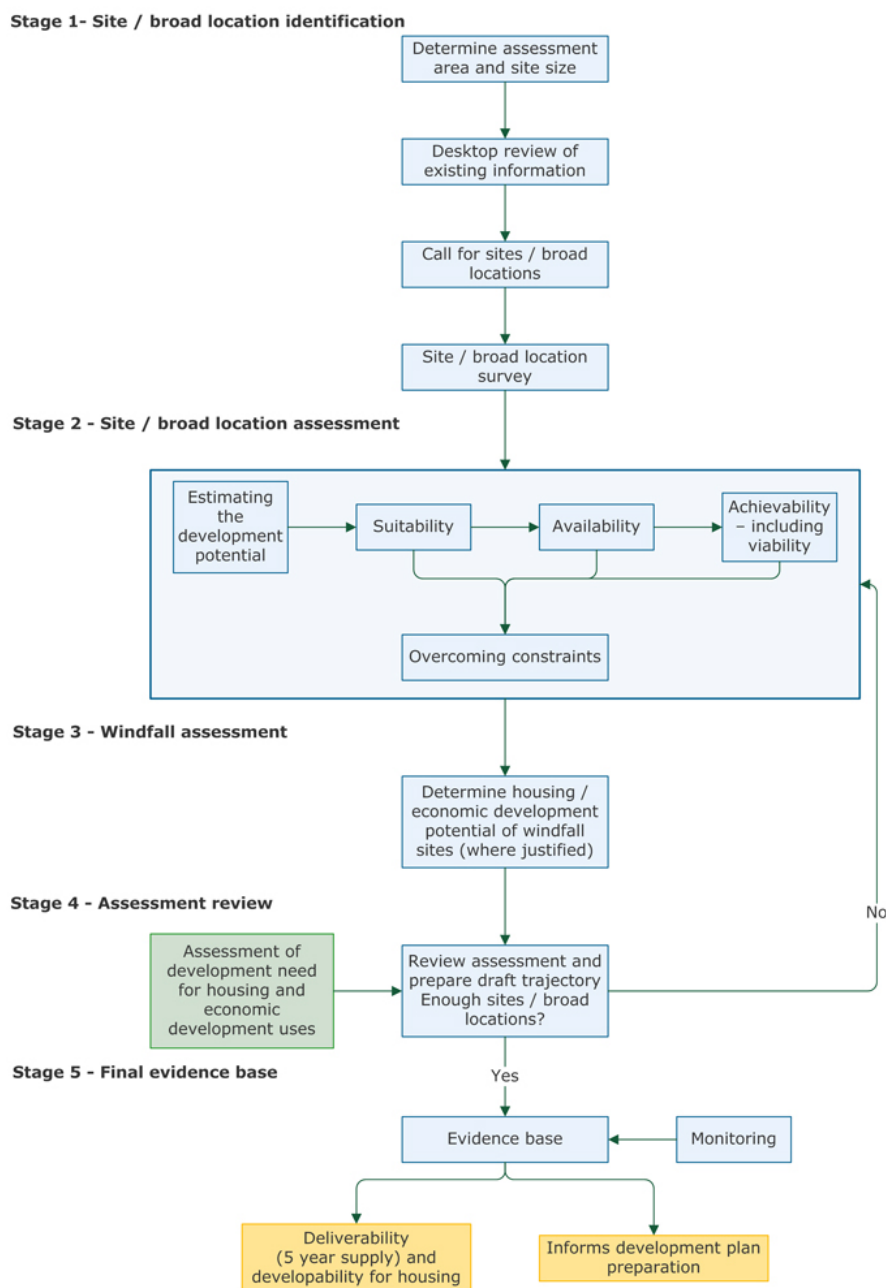 Stage 1- Site / broad location identification
Determine assessment
area and site size
Desktop review of
existing information
Call for sites / broad
locations
Site / broad location
survey
Stage 2 - Site / broad location assessment
Estimating
the
development
potential
Suitability
Availability
Achievability
– including
viability
Overcoming constraints
Stage 3 - Windfall assessment
Determine housing /
economic development
potential of windfall
sites (where justified)
Stage 4 - Assessment review
No
Assessment of
development need
for housing and
economic
development uses
Review assessment and
prepare draft trajectory
Enough sites / broad
locations?
Stage 5 - Final evidence base
Yes
Evidence base
Monitoring
Deliverability
(5 year supply) and
developability for housing
Informs development plan
preparation